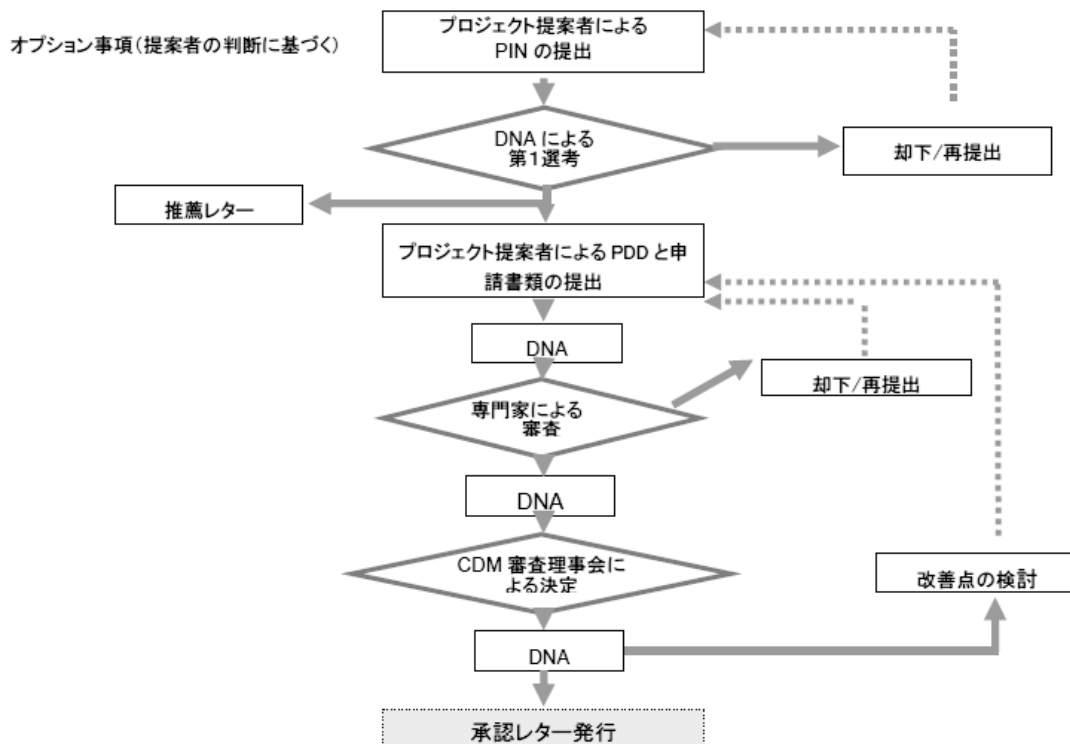 プロジェクト提案者による
PIN の提出
オプション事項(提案者の判断に基づく)
DNA による
第1選考
却下/再提出
推薦レター
プロジェクト提案者による PDD と申
請書類の提出
DNA
却下/再提出
専門家による
審査
DNA
CDM 審査理事会に
よる決定
改善点の検討
DNA
承認レター発行